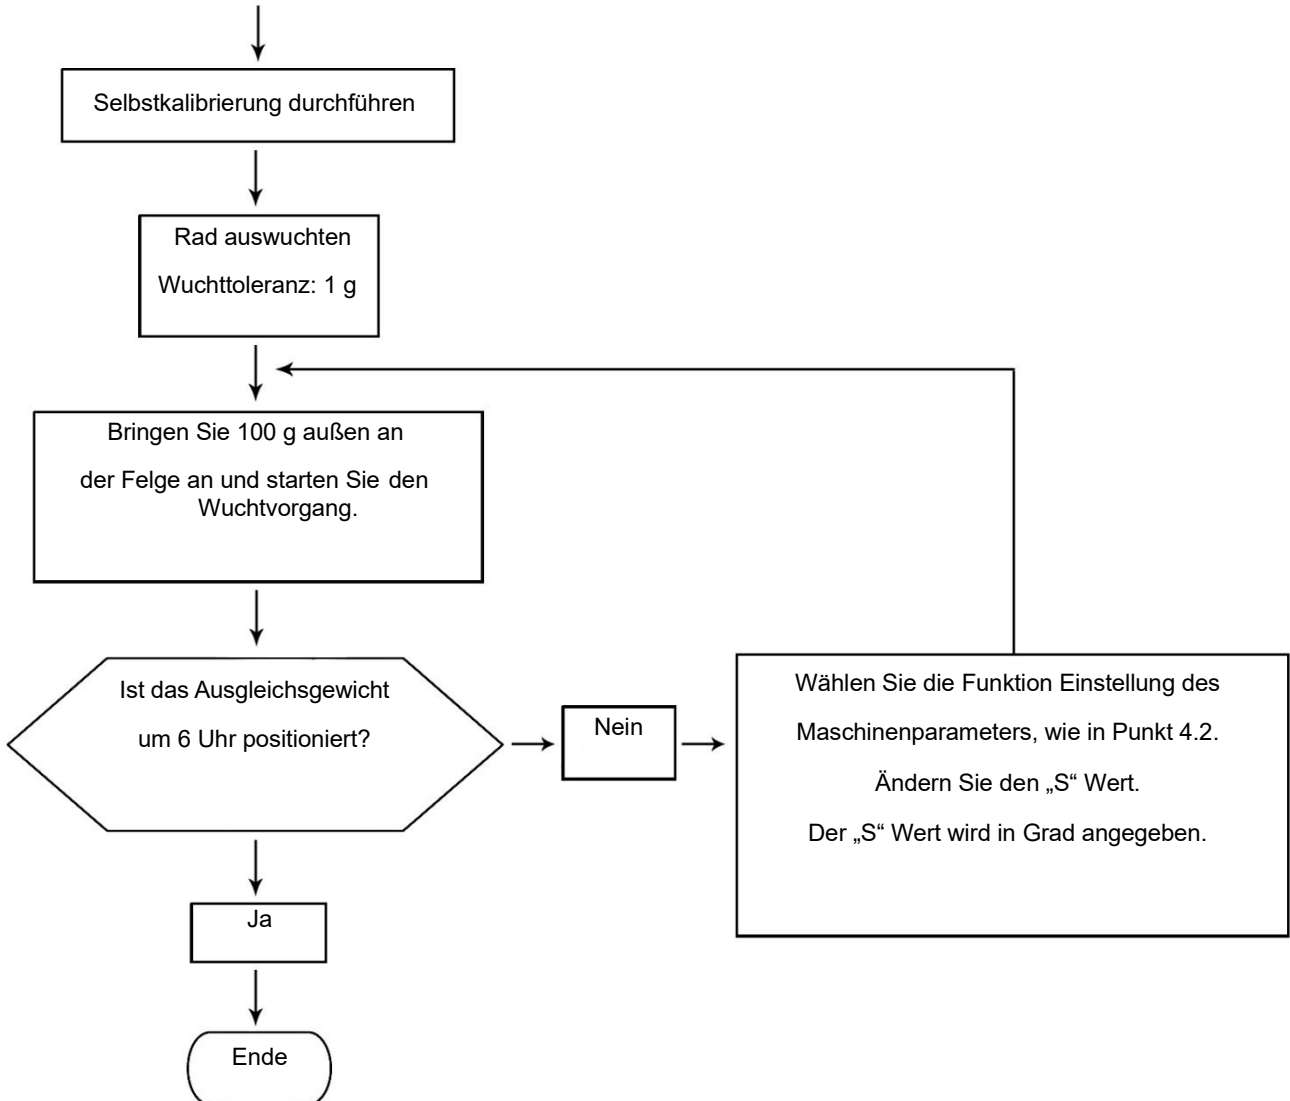 Selbstkalibrierung durchführen
Rad auswuchten
Wuchttoleranz: 1 g
Bringen Sie 100 g außen an
der Felge an und starten Sie den
Wuchtvorgang.
Ist das Ausgleichsgewicht
um 6 Uhr positioniert?
Nein
Wählen Sie die Funktion Einstellung des
Maschinenparameters, wie in Punkt 4.2.
Ändern Sie den „S“ Wert.
Der „S“ Wert wird in Grad angegeben.
Ja
Ende